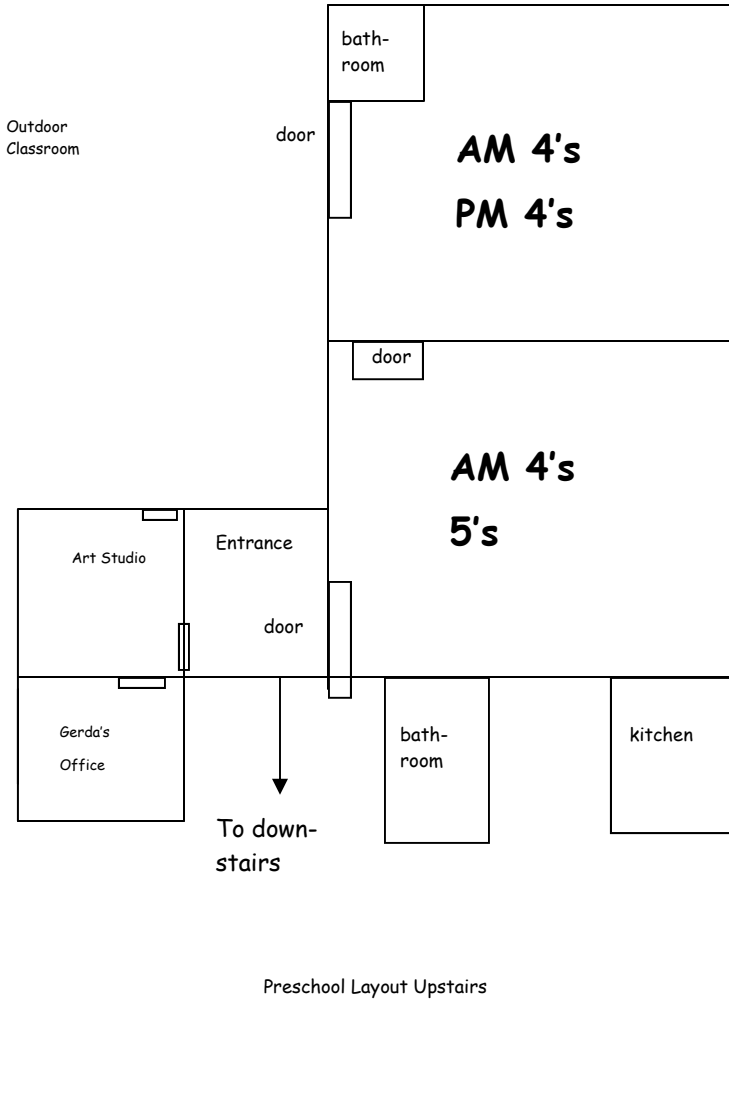 bath-
room
Outdoor
Classroom
door
AM 4's
PM 4's
door
AM 4's
5's
Art Studio
Entrance
door
Gerda's
Office
bath-
room
kitchen
To down-
stairs
Preschool Layout Upstairs